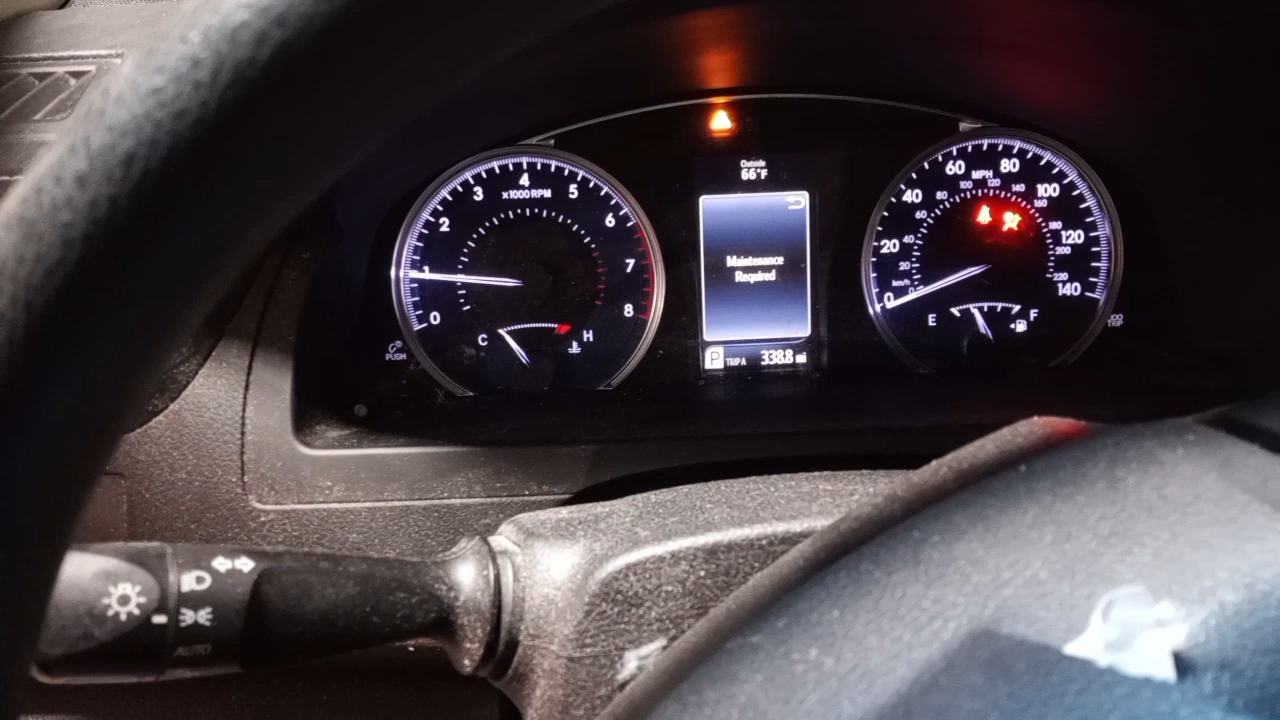 0
1
2
3
4
5
6
7
8
×1000RPM
C
H
PUSH
Outside
66°F
Maintenance
Required
P
TRIP A 338.8 mi
0
20
40
60
80
100
120
140
MPH
km/h
0
20
40
60
80
100
120
140
160
180
200
220
E
F
ODO
TRIP
AUTO